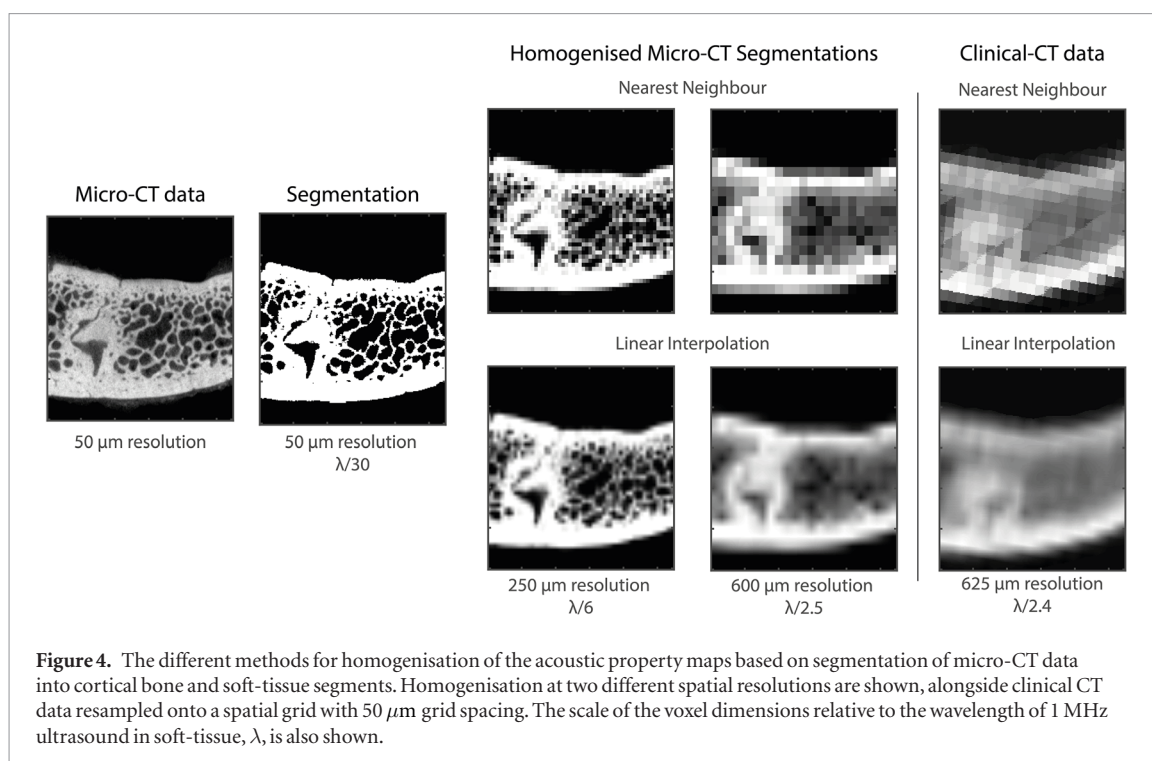 Homogenised Micro-CT Segmentations
Clinical-CT data
Nearest Neighbour
Nearest Neighbour
Micro-CT data
Segmentation
50 μm resolution
50 μm resolution
λ/30
Linear Interpolation
Linear Interpolation
250 μm resolution
λ/6
600 μm resolution
λ/2.5
625 μm resolution
λ/2.4
Figure 4. The different methods for homogenisation of the acoustic property maps based on segmentation of micro-CT data
into cortical bone and soft-tissue segments. Homogenisation at two different spatial resolutions are shown, alongside clinical CT
data resampled onto a spatial grid with 50 μm grid spacing. The scale of the voxel dimensions relative to the wavelength of 1 MHz
ultrasound in soft-tissue, λ, is also shown.